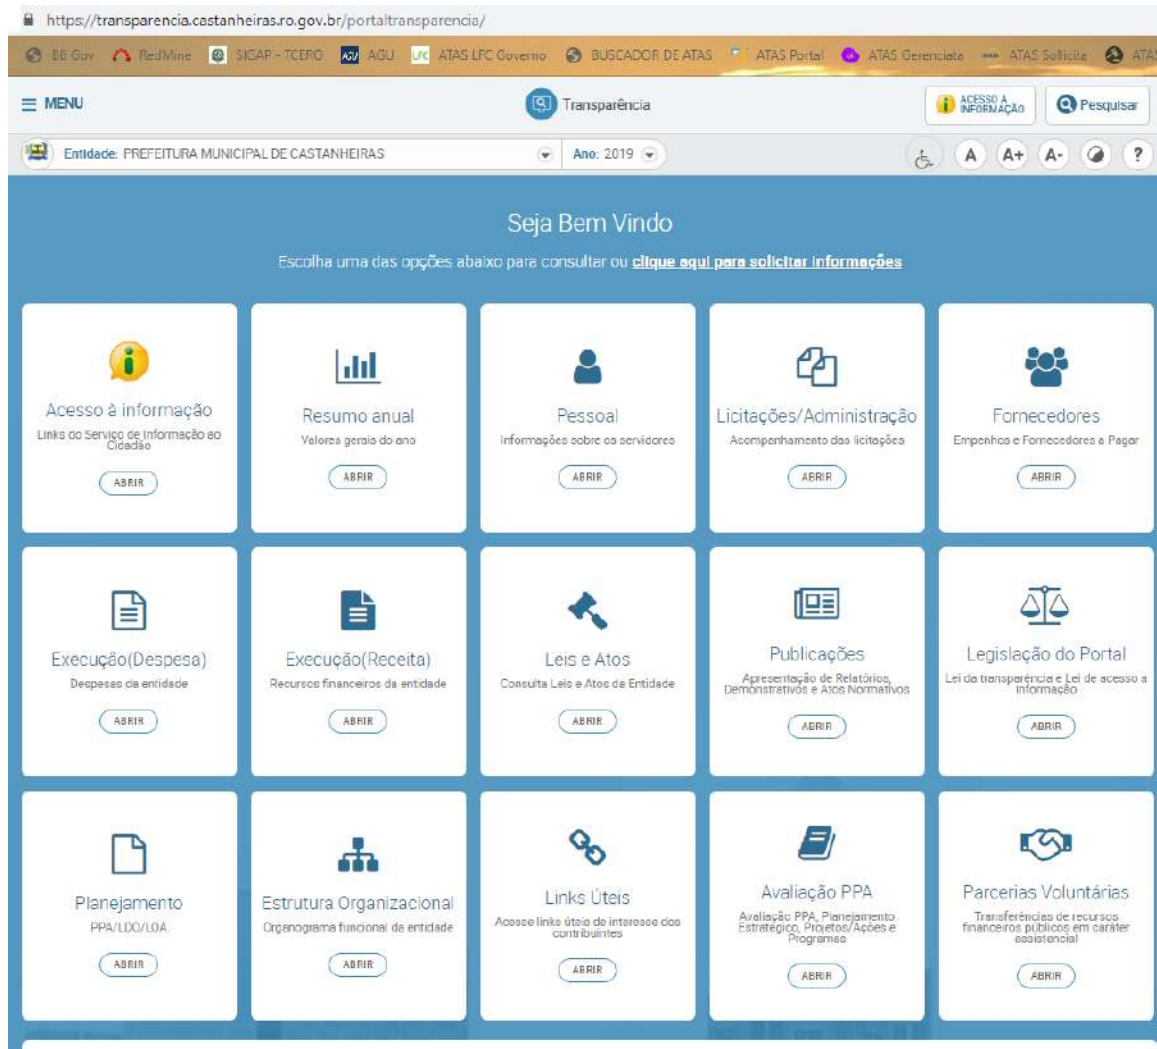 https://transparencia.castanheiras.ro.gov.br/portaltransparencia/
BB Gov RedMine SIGAP - TCERO AGU AGU LFC ATAS LFC Governo BUSCADOR DE ATAS ATAS Portal ATAS Gerenciata ATAS Sollicita ATAS
MENU
Transparência
ACESSO À INFORMAÇÃO
Pesquisar
Entidade: PREFEITURA MUNICIPAL DE CASTANHEIRAS
Ano: 2019
A A+ A- ?
Seja Bem Vindo
Escolha uma das opções abaixo para consultar ou clique aqui para solicitar informações
Acesso à informação
Links do Serviço de Informação ao
Cidadão
ABRIR
Resumo anual
Valores gerais do ano
ABRIR
Pessoal
Informações sobre os servidores
ABRIR
Licitações/Administração
Acompanhamento das licitações
ABRIR
Fornecedores
Empenhos e Fornecedores a Pagar
ABRIR
Execução(Despesa)
Despesas da entidade
ABRIR
Execução(Receita)
Recursos financeiros da entidade
ABRIR
Leis e Atos
Consulta Leis e Atos da Entidade
ABRIR
Publicações
Apresentação de Relatórios,
Demonstrativos e Atos Normativos
ABRIR
Legislação do Portal
Lei da transparência e Lei de acesso a
informação
ABRIR
Planejamento
PPA/LDO/LOA
ABRIR
Estrutura Organizacional
Organograma funcional da entidade
ABRIR
Links Úteis
Acesse links úteis de interesse dos
contribuintes
ABRIR
Avaliação PPA
Avaliação PPA, Planejamento
Estratégico, Projetos/Ações e
Programas
ABRIR
Parcerias Voluntárias
Transferências de recursos
financeiros públicos em caráter
assistencial
ABRIR